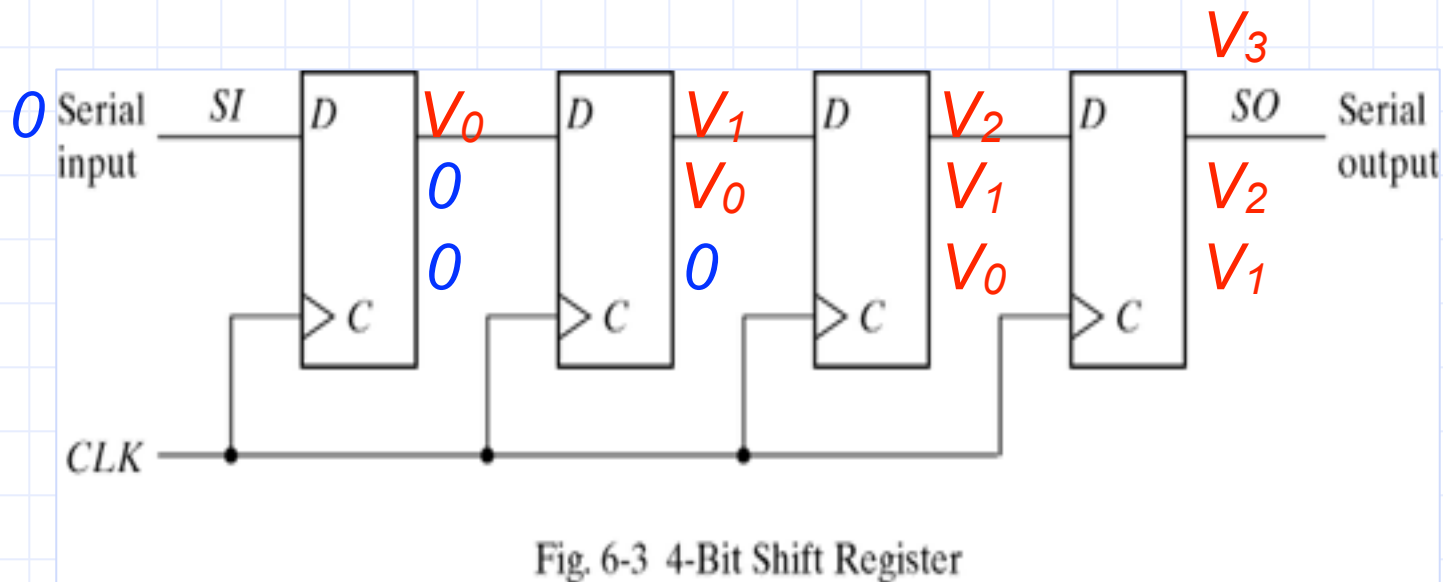 V3
0 Serial SI D V0 D V1 D V2 D SO Serial
input 0 V0 V1 V2 output
0 0 V0 V1
C C C C
CLK
Fig. 6-3 4-Bit Shift Register